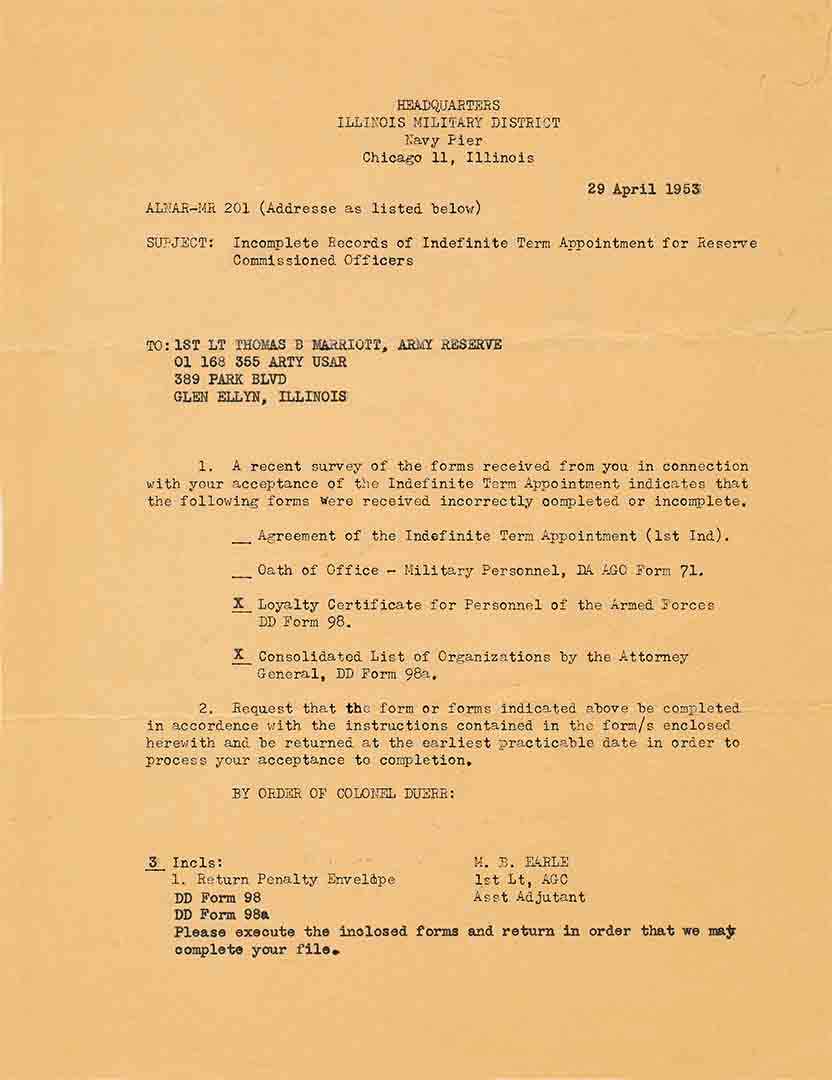 HEADQUARTERS
ILLINOIS MILITARY DISTRICT
Navy Pier
Chicago 11, Illinois
29 April 1953
ALNAR-MR 201 (Addresse as listed below)
SUBJECT: Incomplete Records of Indefinite Term Appointment for Reserve
Commissioned Officers
TO: 1ST LT THOMAS B MARRIOTT, ARMY RESERVE
01 168 355 ARTY USAR
389 PARK BLVD
GLEN ELLYN, ILLINOIS
1. A recent survey of the forms received from you in connection
with your acceptance of the Indefinite Term Appointment indicates that
the following forms Were received incorrectly completed or incomplete.
__ Agreement of the Indefinite Term Appointment (1st Ind).
__ Oath of Office - Military Personnel, DA AGO Form 71.
X Loyalty Certificate for Personnel of the Armed Forces
DD Form 98.
X Consolidated List of Organizations by the Attorney
General, DD Form 98a.
2. Request that the form or forms indicated above be completed
in accordence with the instructions contained in the form/s enclosed
herewith and be returned at the earliest practicable date in order to
process your acceptance to completion.
BY ORDER OF COLONEL DUERR:
3 Incls:
M. B. EARLE
1. Return Penalty Envelope
1st Lt, AGC
DD Form 98
Asst Adjutant
DD Form 98a
Please execute the inclosed forms and return in order that we may
complete your file.